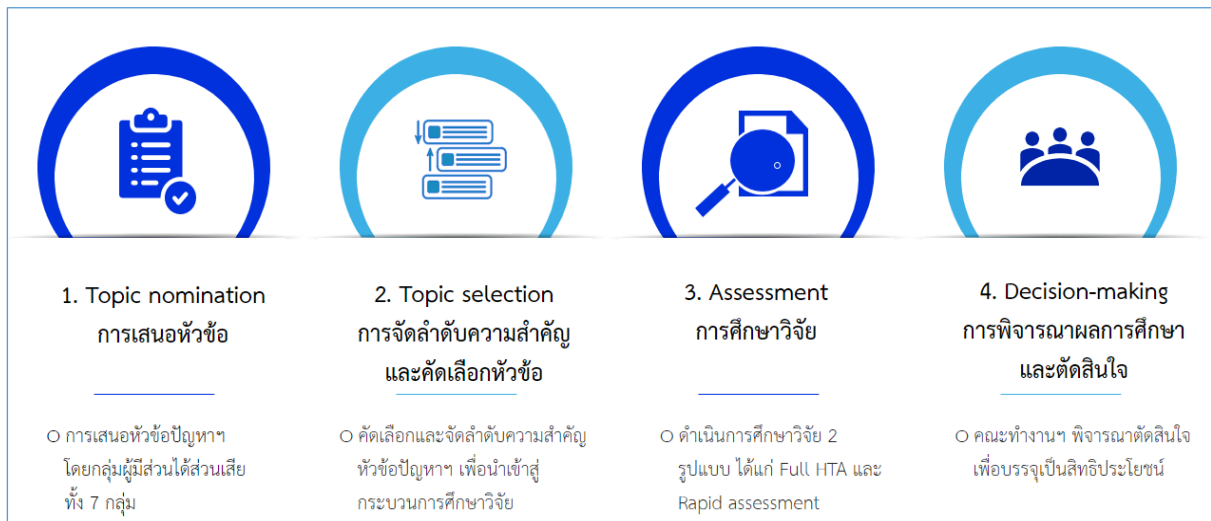 1. Topic nomination
การเสนอหัวข้อ
O การเสนอหัวข้อปัญหาฯ
โดยกลุ่มผู้มีส่วนได้ส่วนเสีย
ทั้ง 7 กลุ่ม
2. Topic selection
การจัดลำดับความสำคัญ
และคัดเลือกหัวข้อ
O คัดเลือกและจัดลำดับความสำคัญ
หัวข้อปัญหาฯ เพื่อนำเข้าสู่
กระบวนการศึกษาวิจัย
3. Assessment
การศึกษาวิจัย
O ดำเนินการศึกษาวิจัย 2
รูปแบบ ได้แก่ Full HTA และ
Rapid assessment
4. Decision-making
การพิจารณาผลการศึกษา
และตัดสินใจ
O คณะทำงานฯ พิจารณาตัดสินใจ
เพื่อบรรจุเป็นสิทธิประโยชน์